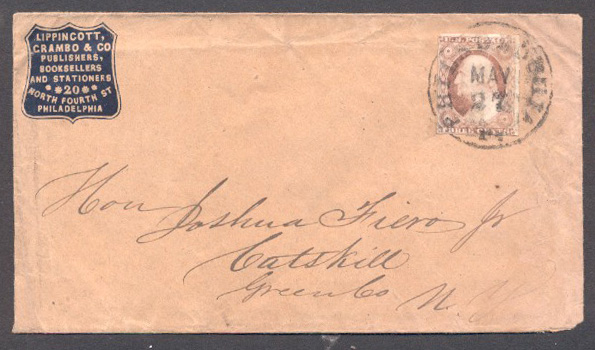 LIPPINCOTT,
GRAMBO & CO
PUBLISHERS,
BOOKSELLERS
AND STATIONERS
20
NORTH FOURTH ST
PHILADELPHIA
PHILADELPHIA
MAY
27
Hon Joshua Fiero Jr
Catskill
Green Co N.Y.